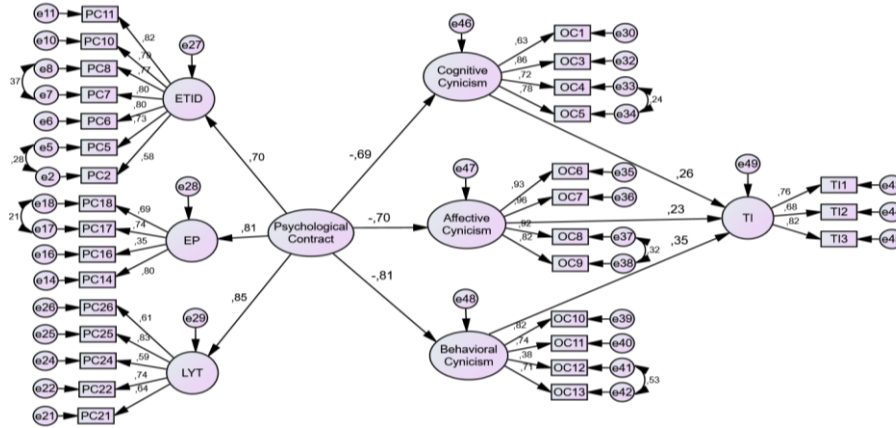 e11 PC11
e10 PC10
e8 PC8
e7 PC7
e6 PC6
e5 PC5
e2 PC2
37
,28
,82
,79
,77
,80
,80
,73
,58
e27
ETID
e18 PC18
e17 PC17
e16 PC16
e14 PC14
21
,69
,74
,35
,80
e28
EP
e26 PC26
e25 PC25
e24 PC24
e22 PC22
e21 PC21
,61
,83
,59
,74
,64
e29
LYT
,70
,81
,85
Psychological
Contract
-,69
-,70
-,81
e46
Cognitive
Cynicism
,63
,86
,72
,78
OC1 e30
OC3 e32
OC4 e33
OC5 e34
,24
e47
Affective
Cynicism
,93
,96
,92
,82
OC6 e35
OC7 e36
OC8 e37
OC9 e38
,32
e48
Behavioral
Cynicism
,82
,74
,38
,71
OC10 e39
OC11 e40
OC12 e41
OC13 e42
,53
,26
,23
,35
e49
TI
,76
,68
,82
TI1
TI2
TI3